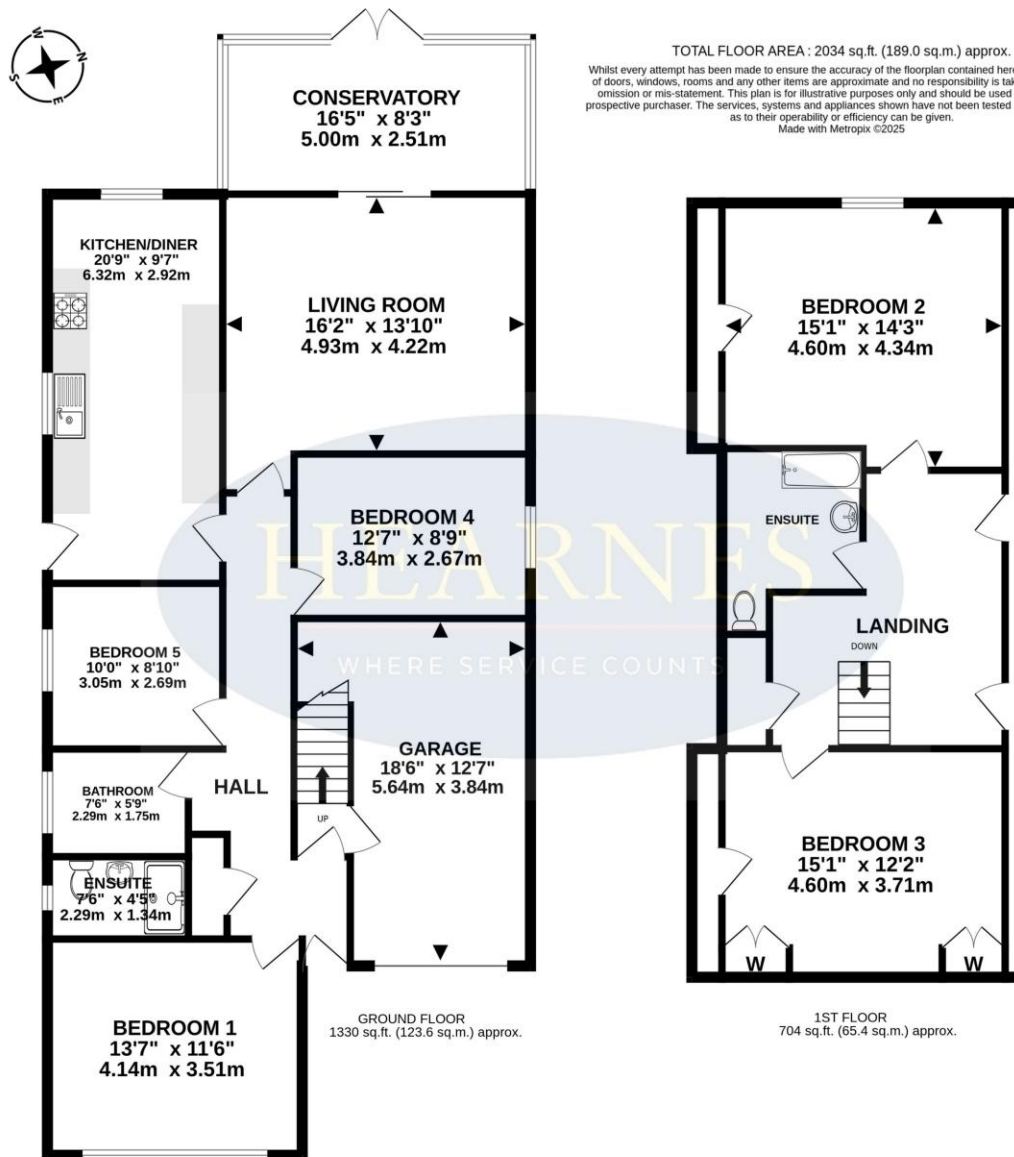 W
N
S
E
TOTAL FLOOR AREA : 2034 sq.ft. (189.0 sq.m.) approx.
Whilst every attempt has been made to ensure the accuracy of the floorplan contained here
of doors, windows, rooms and any other items are approximate and no responsibility is tak
omission or mis-statement. This plan is for illustrative purposes only and should be used
prospective purchaser. The services, systems and appliances shown have not been tested
as to their operability or efficiency can be given.
Made with Metropix ©2025
CONSERVATORY
16'5" x 8'3"
5.00m x 2.51m
KITCHEN/DINER
20'9" x 9'7"
6.32m x 2.92m
LIVING ROOM
16'2" x 13'10"
4.93m x 4.22m
BEDROOM 4
12'7" x 8'9"
3.84m x 2.67m
BEDROOM 5
10'0" x 8'10"
3.05m x 2.69m
BATHROOM
7'6" x 5'9"
2.29m x 1.75m
HALL
UP
GARAGE
18'6" x 12'7"
5.64m x 3.84m
ENSUITE
7'6" x 4'5"
2.29m x 1.34m
BEDROOM 1
13'7" x 11'6"
4.14m x 3.51m
GROUND FLOOR
1330 sq.ft. (123.6 sq.m.) approx.
BEDROOM 2
15'1" x 14'3"
4.60m x 4.34m
ENSUITE
LANDING
DOWN
BEDROOM 3
15'1" x 12'2"
4.60m x 3.71m
W
W
1ST FLOOR
704 sq.ft. (65.4 sq.m.) approx.
HEARNES
WHERE SERVICE COUNTS